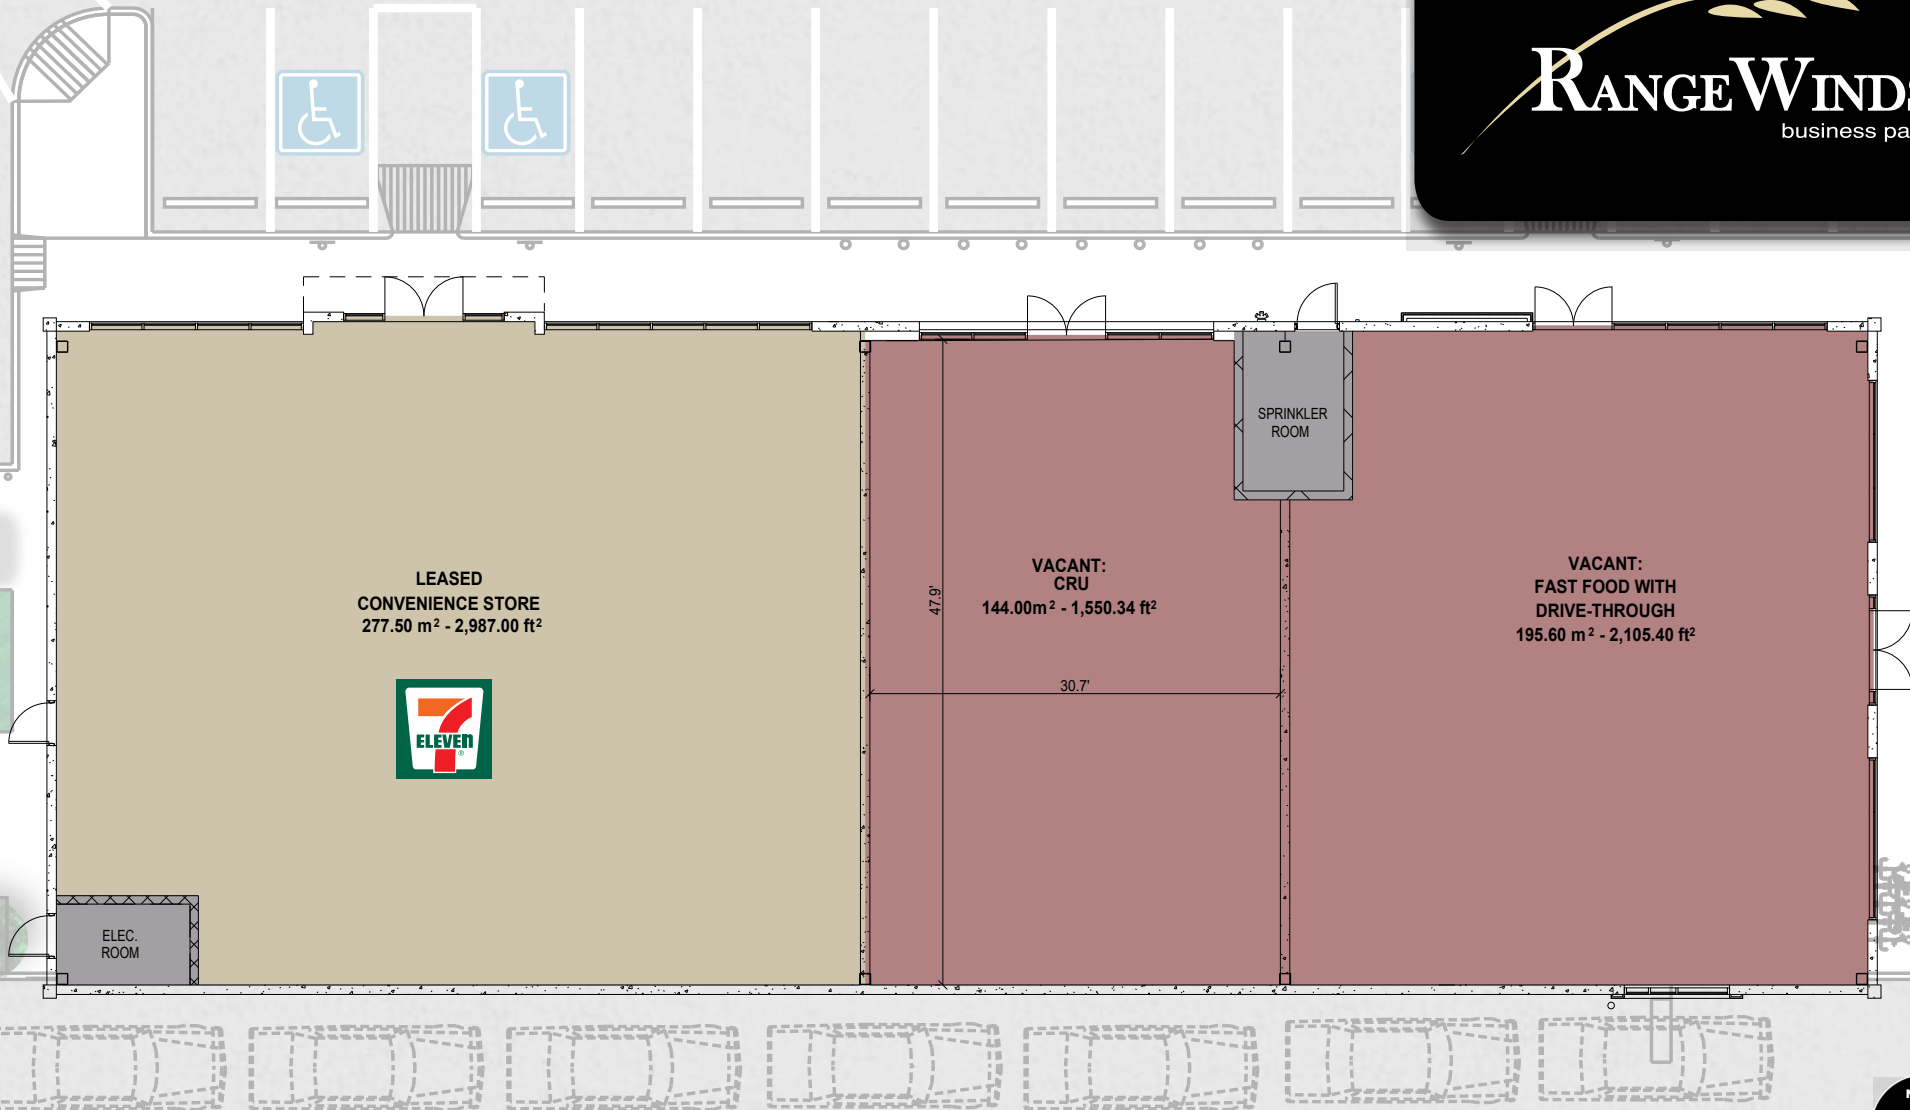 RANGEWINDS
business pa
SPRINKLER
ROOM
LEASED
CONVENIENCE STORE
277.50 m² - 2,987.00 ft²
VACANT:
CRU
144.00m² - 1,550.34 ft²
47.9'
30.7'
VACANT:
FAST FOOD WITH
DRIVE-THROUGH
195.60 m² - 2,105.40 ft²
7
ELEVEn
®
ELEC.
ROOM